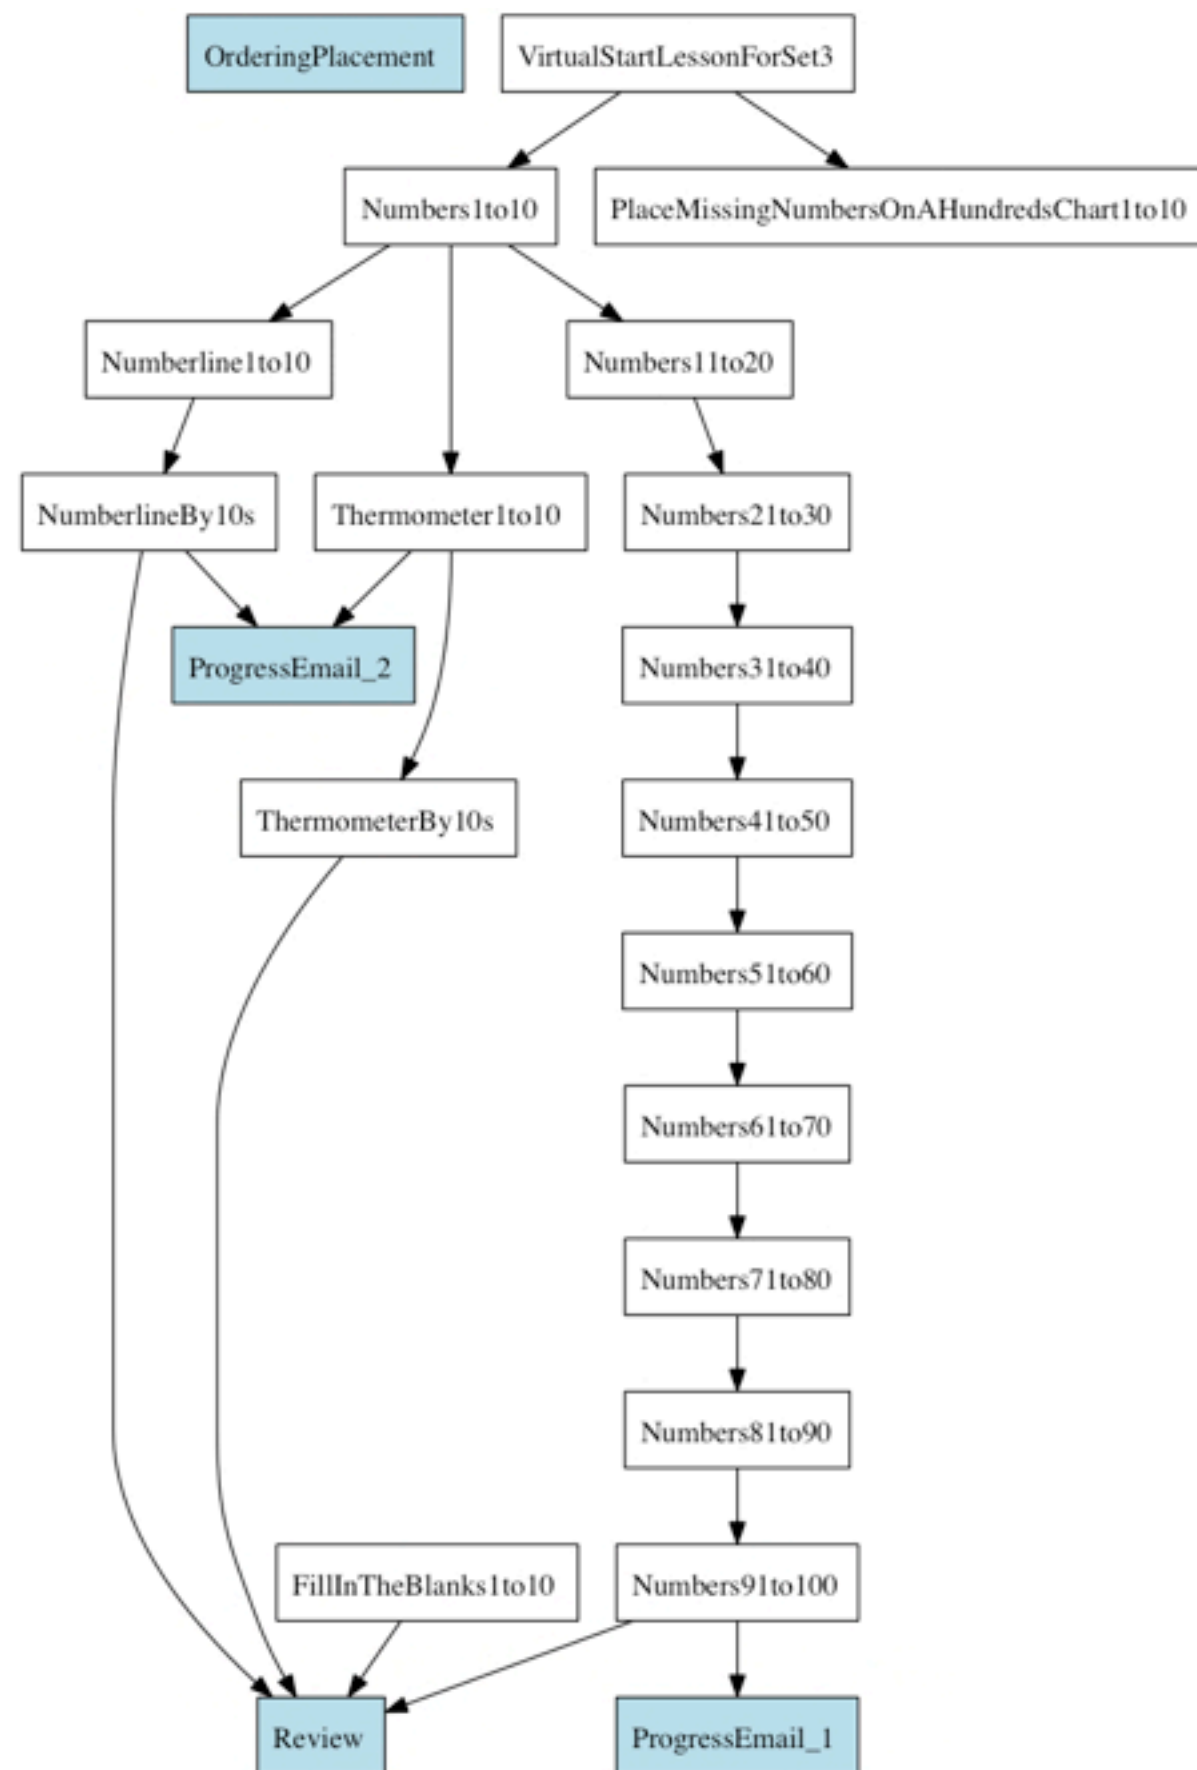 OrderingPlacement
VirtualStartLessonForSet3
Numbers1to10
PlaceMissingNumbersOnAHundredsChart1to10
Numberline1to10
Numbers11to20
NumberlineBy10s
Thermometer1to10
Numbers21to30
ProgressEmail_2
Numbers31to40
ThermometerBy10s
Numbers41to50
Numbers51to60
Numbers61to70
Numbers71to80
Numbers81to90
FillInTheBlanks1to10
Numbers91to100
Review
ProgressEmail_1